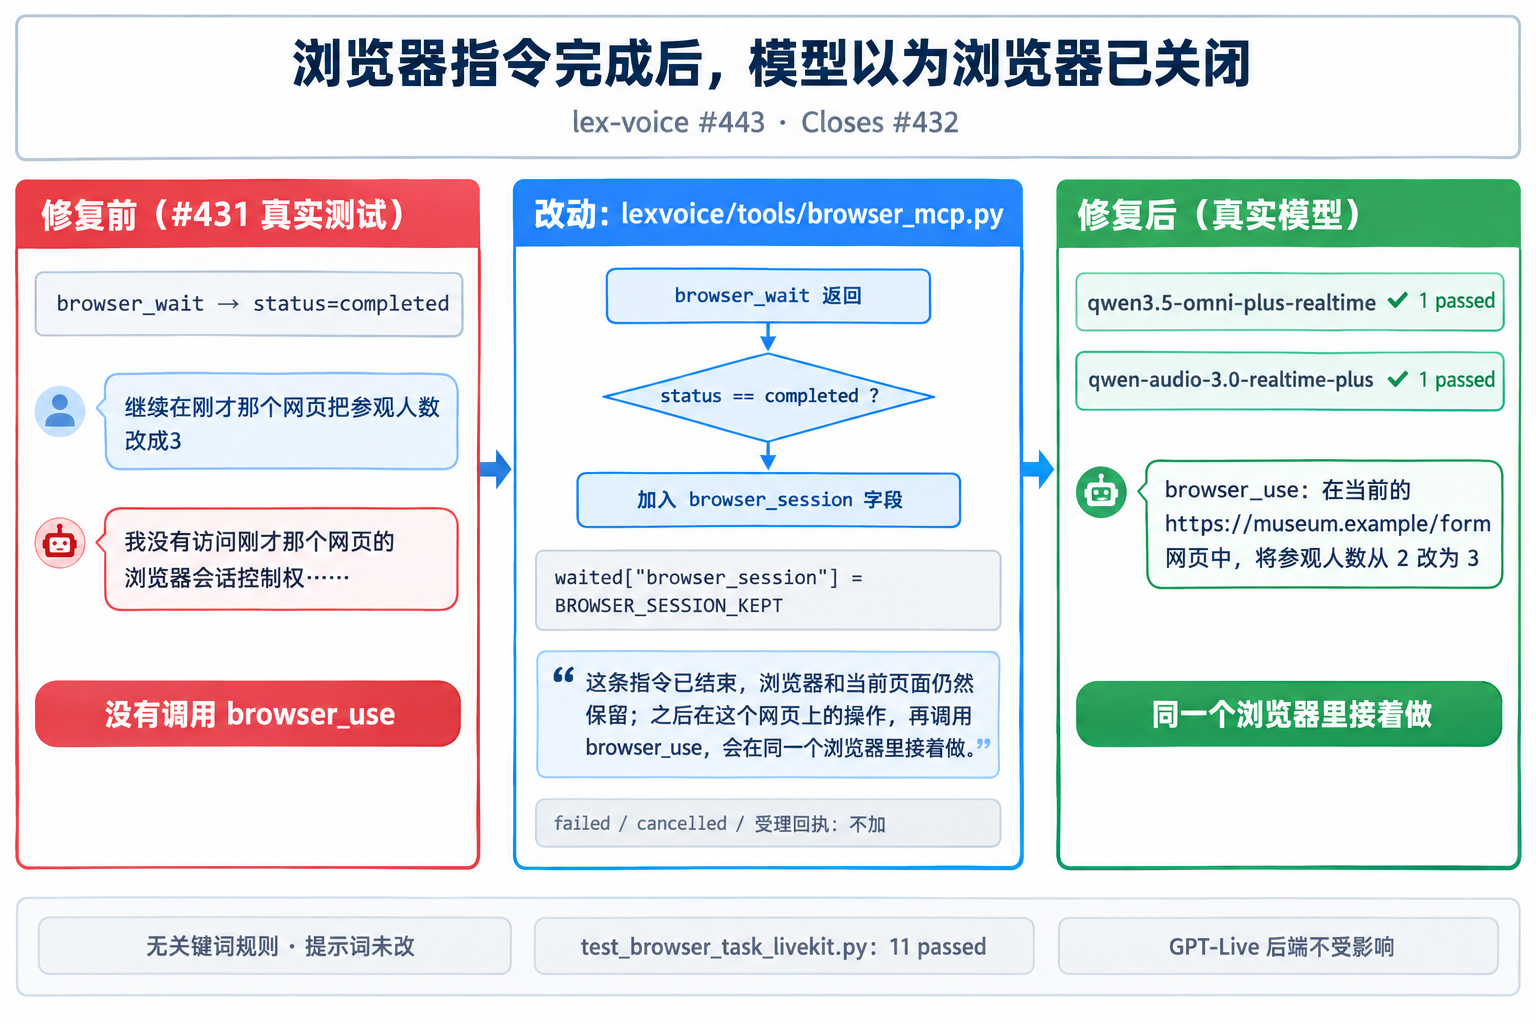 浏览器指令完成后，模型以为浏览器已关闭
lex-voice #443 · Closes #432
修复前（#431 真实测试）
browser_wait → status=completed
继续在刚才那个网页把参观人数
改成3
我没有访问刚才那个网页的
浏览器会话控制权……
没有调用 browser_use
改动：lexvoice/tools/browser_mcp.py
browser_wait 返回
status == completed ?
加入 browser_session 字段
waited["browser_session"] =
BROWSER_SESSION_KEPT
“这条指令已结束，浏览器和当前页面仍然
保留；之后在这个网页上的操作，再调用
browser_use，会在同一个浏览器里接着做。”
failed / cancelled / 受理回执：不加
修复后（真实模型）
qwen3.5-omni-plus-realtime ✓ 1 passed
qwen-audio-3.0-realtime-plus ✓ 1 passed
browser_use：在当前的
https://museum.example/form
网页中，将参观人数从 2 改为 3
同一个浏览器里接着做
无关键词规则 · 提示词未改
test_browser_task_livekit.py：11 passed
GPT-Live 后端不受影响